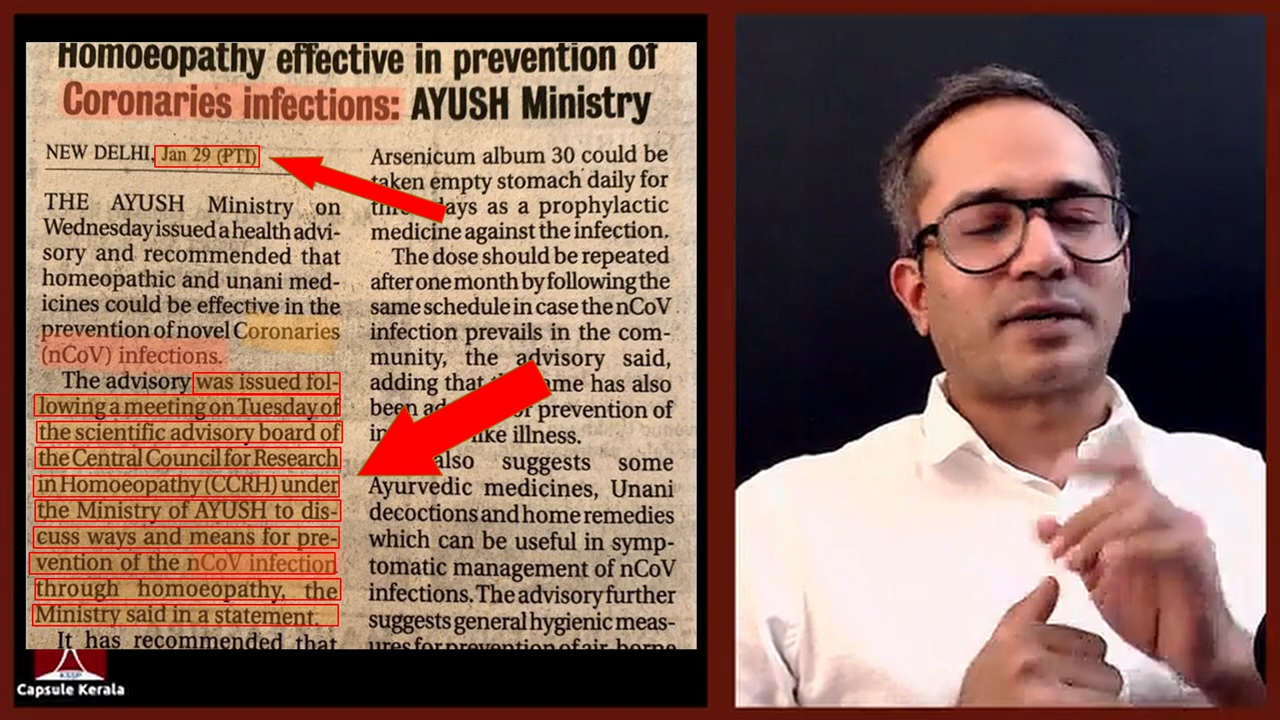 Homoeopathy effective in prevention of
Coronaries infections: AYUSH Ministry
NEW DELHI, Jan 29 (PTI)
THE AYUSH Ministry on
Wednesday issued a health advi-
sory and recommended that
homeopathic and unani med-
icines could be effective in the
prevention of novel Coronaries
(nCoV) infections.
The advisory was issued fol-
lowing a meeting on Tuesday of
the scientific advisory board of
the Central Council for Research
in Homoeopathy (CCRH) under
the Ministry of AYUSH to dis-
cuss ways and means for pre-
vention of the nCoV infection
through homoeopathy, the
Ministry said in a statement.
It has recommended that
Arsenicum album 30 could be
taken empty stomach daily for
days as a prophylactic
medicine against the infection.
The dose should be repeated
after one month by following the
same schedule in case the nCoV
infection prevails in the com-
munity, the advisory said,
adding that has also
been prevention of
like illness.
also suggests some
Ayurvedic medicines, Unani
decoctions and home remedies
which can be useful in symp-
tomatic management of nCoV
infections. The advisory further
suggests general hygienic meas-
ures for prevention of air-borne
Capsule Kerala